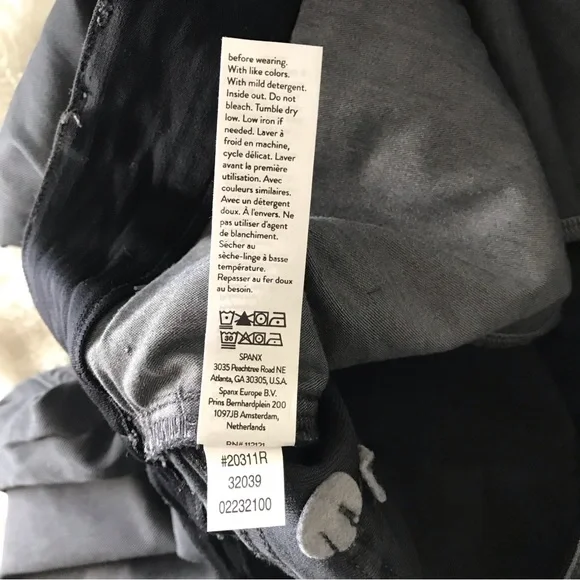 before wearing.
With like colors.
With mild detergent.
Inside out. Do not
bleach. Tumble dry
low. Low iron if
needed. Laver à
froid en machine,
cycle délicat. Laver
avant la première
utilisation. Avec
couleurs similaires.
Avec un détergent
doux. À l'envers. Ne
pas utiliser d'agent
de blanchiment.
Sécher au
sèche-linge à basse
température.
Repasser au fer doux
au besoin.
30
SPANX
3035 Peachtree Road NE
Atlanta, GA 30305, U.S.A.
Spanx Europe B.V.
Prins Bernhardplein 200
1097JB Amsterdam,
Netherlands
RN# 112121
#20311R
32039
02232100